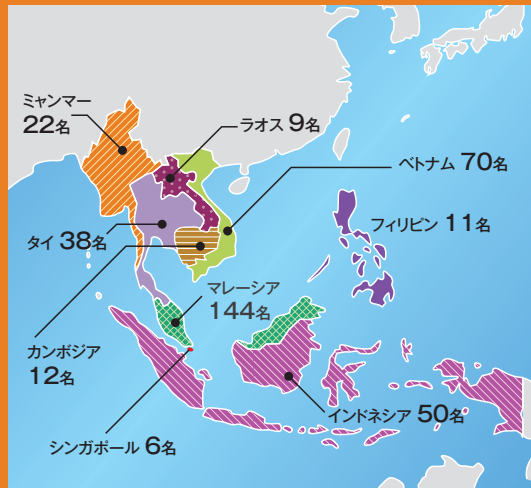 ミャンマー
22名
ラオス 9名
ベトナム 70名
フィリピン 11名
タイ 38名
マレーシア
144名
カンボジア
12名
インドネシア 50名
シンガポール 6名